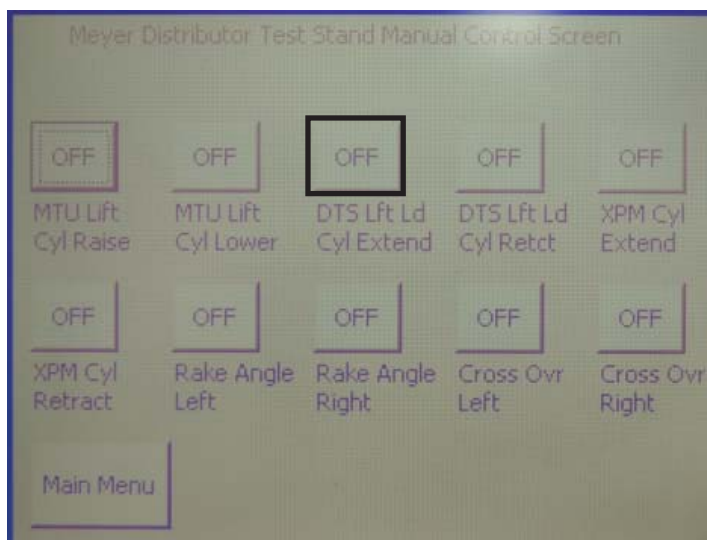 Meyer Distributor Test Stand Manual Control Screen
OFF OFF OFF OFF OFF
MTU Lift MTU Lift DTS Lft Ld DTS Lft Ld XPM Cyl
Cyl Raise Cyl Lower Cyl Extend Cyl Retct Extend
OFF OFF OFF OFF OFF
XPM Cyl Rake Angle Rake Angle Cross Ovr Cross Ovr
Retract Left Right Left Right
Main Menu